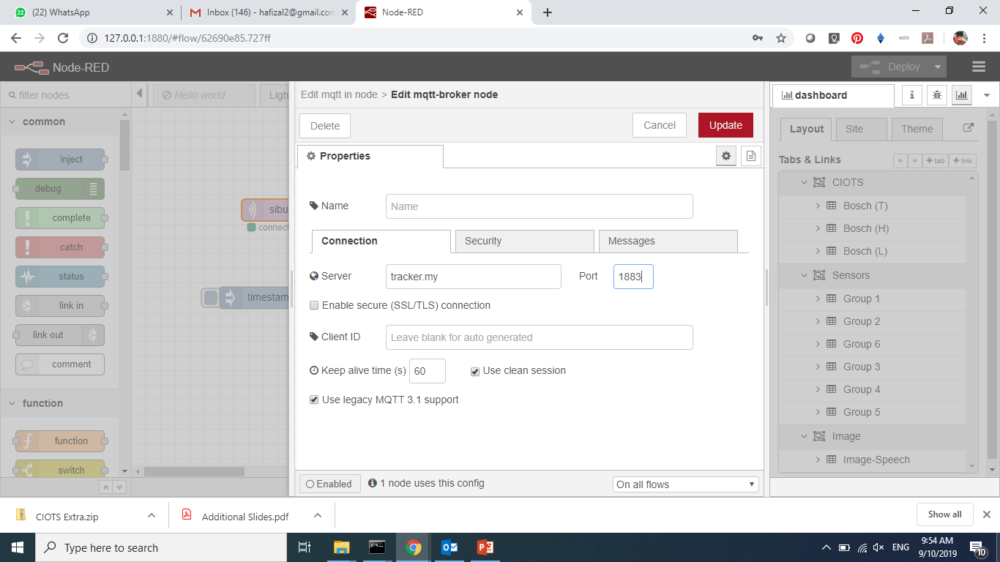 (22) WhatsApp
Inbox (146) - hafizal2@gmail.com
Node-RED
127.0.0.1:1880/#flow/62690e85.727ff
Node-RED
Deploy
filter nodes
Hello world
Ligh
Edit mqtt in node > Edit mqtt-broker node
dashboard
common
Delete
Cancel
Update
Layout
Site
Theme
inject
Properties
Tabs & Links
tab
link
debug
CIOTS
complete
sibu
Name
Name
Bosch (T)
connect
Bosch (H)
catch
Connection
Security
Messages
Bosch (L)
status
Server
tracker.my
Port
1883
Sensors
link in
timestam
Enable secure (SSL/TLS) connection
Group 1
Group 2
link out
Client ID
Leave blank for auto generated
Group 6
comment
Keep alive time (s)
60
Use clean session
Group 3
function
Use legacy MQTT 3.1 support
Group 4
Group 5
function
Image
switch
Image-Speech
Enabled
1 node uses this config
On all flows
CIOTS Extra.zip
Additional Slides.pdf
Show all
Type here to search
ENG
9:54 AM
9/10/2019
10